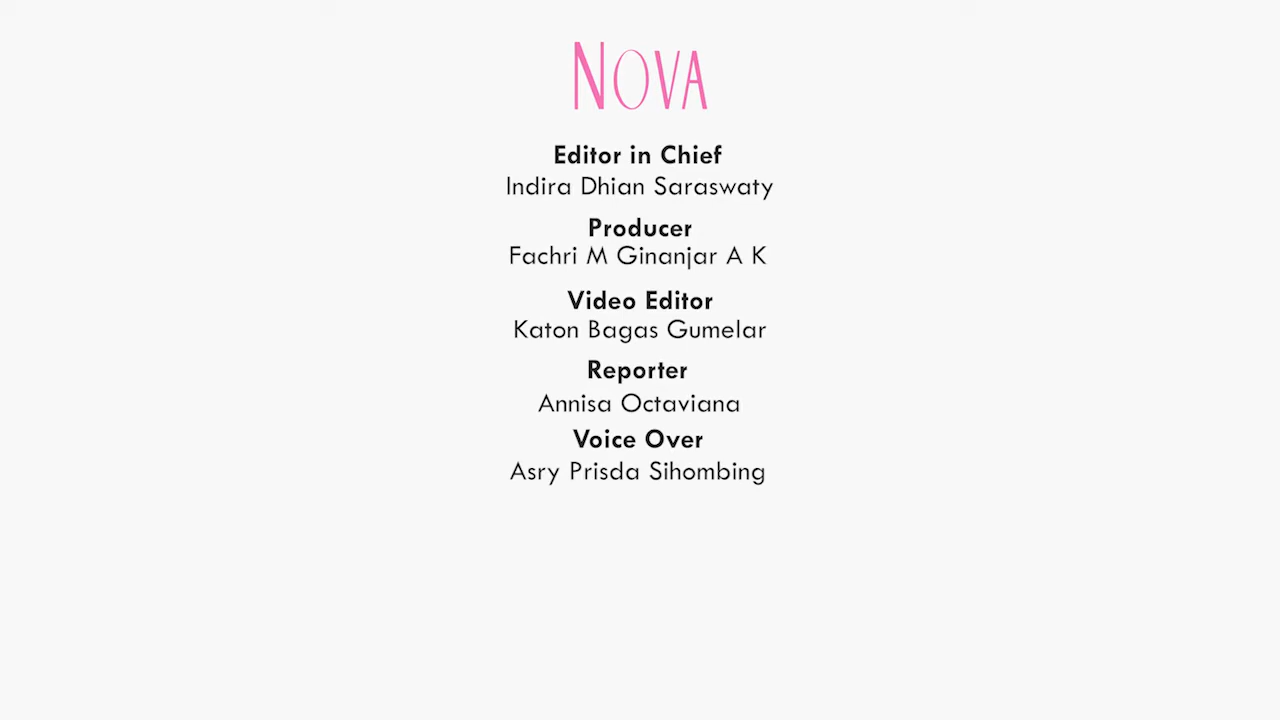 NOVA
Editor in Chief
Indira Dhian Saraswaty
Producer
Fachri M Ginanjar A K
Video Editor
Katon Bagas Gumelar
Reporter
Annisa Octaviana
Voice Over
Asry Prisda Sihombing